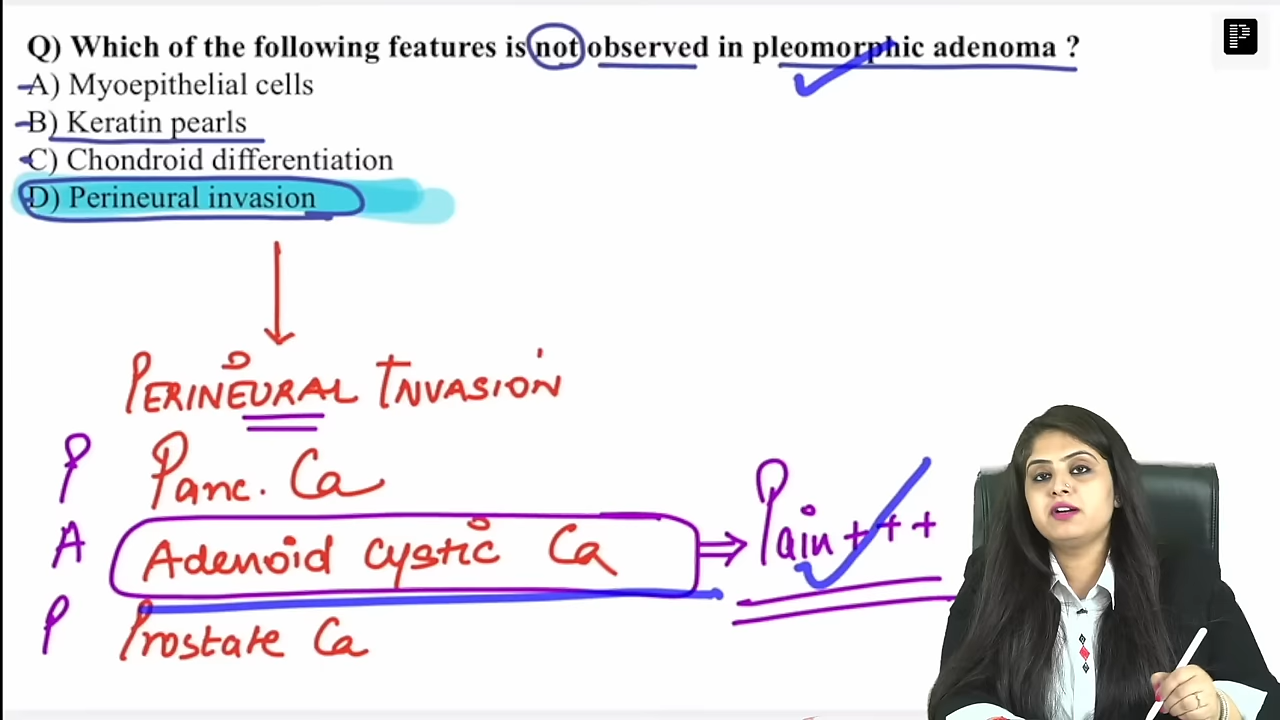 Q) Which of the following features is not observed in pleomorphic adenoma ?
A) Myoepithelial cells
B) Keratin pearls
C) Chondroid differentiation
D) Perineural invasion
PERINEURAL INVASION
P Panc. Ca
A Adenoid cystic Ca ⇒ Pain +++
P Prostate Ca